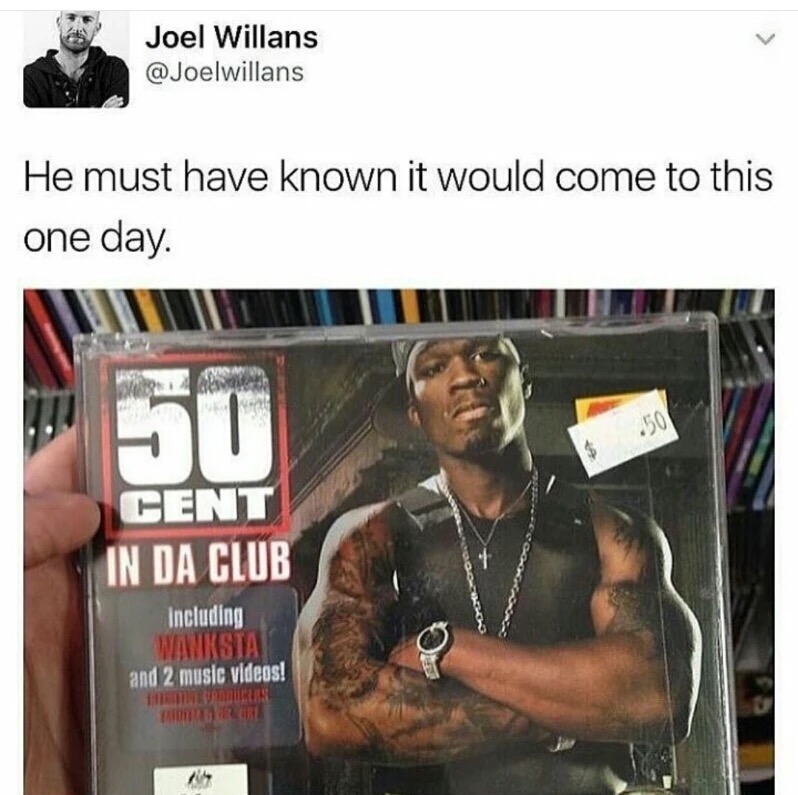 Joel Willans
@Joelwillans
He must have known it would come to this
one day.
50
CENT
IN DA CLUB
$ .50
including
WANKSTA
and 2 music videos!